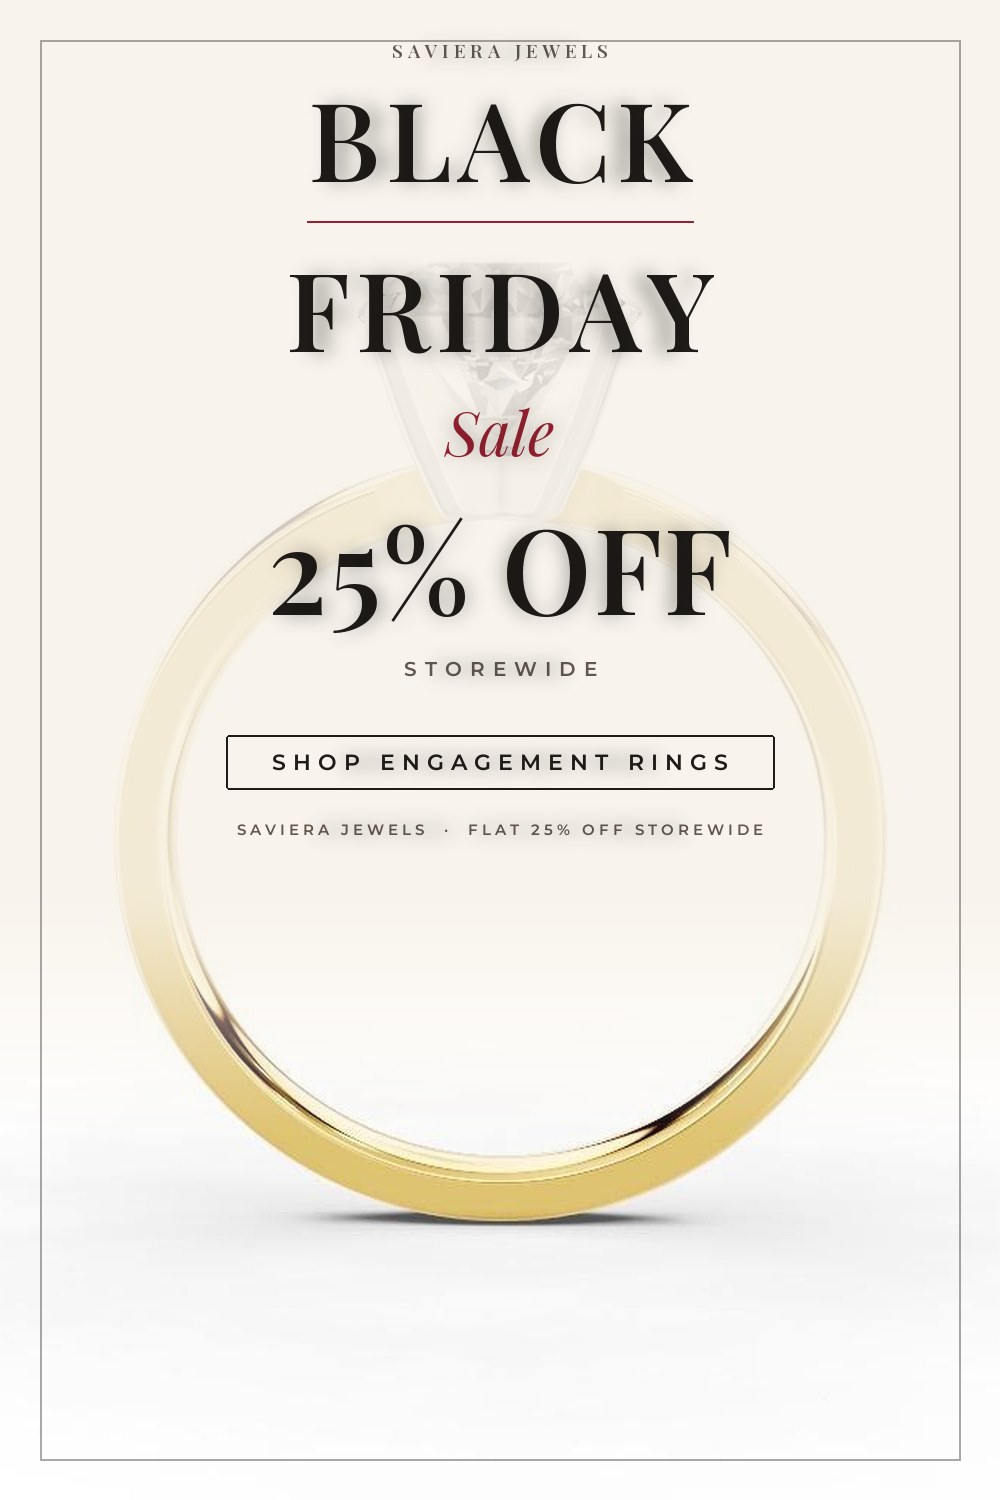 SAVIERA JEWELS
BLACK
FRIDAY
Sale
25% OFF
STOREWIDE
SHOP ENGAGEMENT RINGS
SAVIERA JEWELS · FLAT 25% OFF STOREWIDE